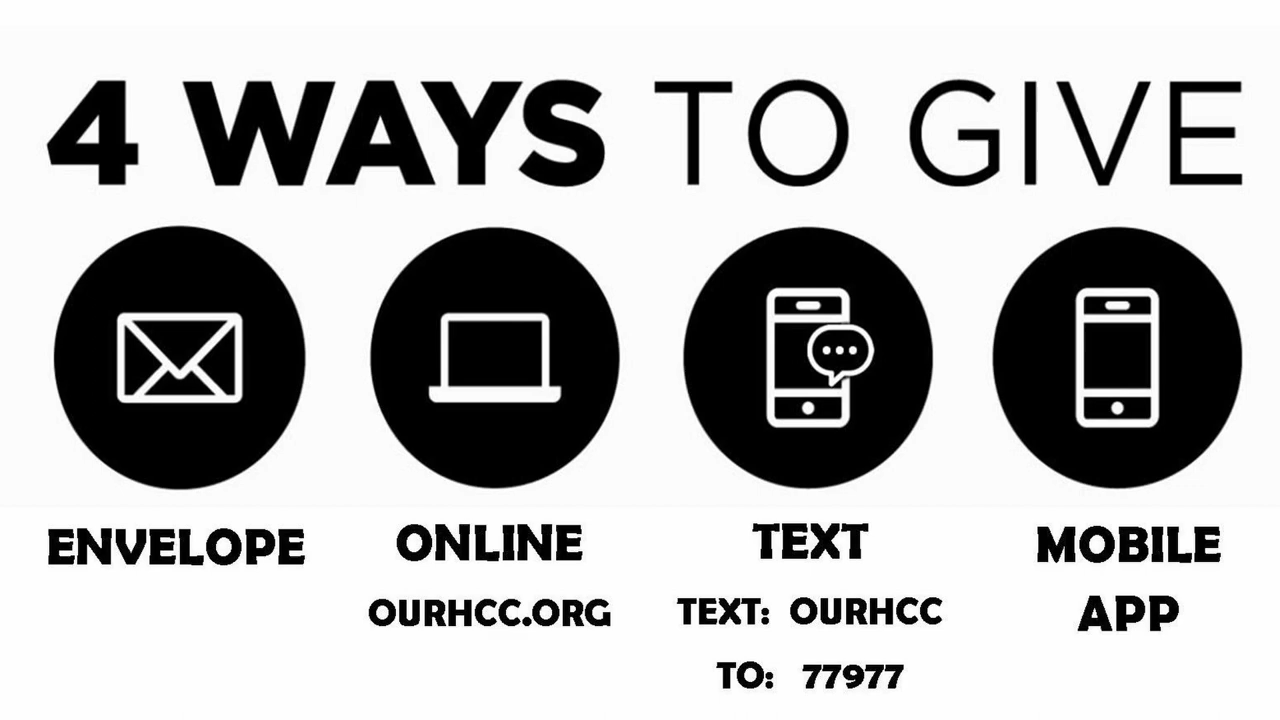 4 WAYS TO GIVE
ENVELOPE
ONLINE
OURHCC.ORG
TEXT
TEXT: OURHCC
TO: 77977
MOBILE
APP